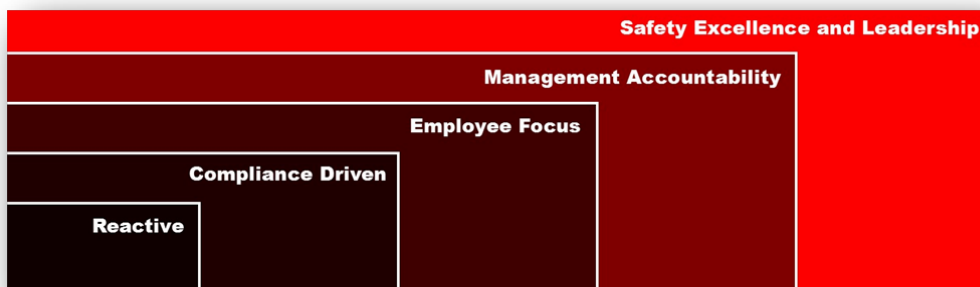 Safety Excellence and Leadership
Management Accountability
Employee Focus
Compliance Driven
Reactive